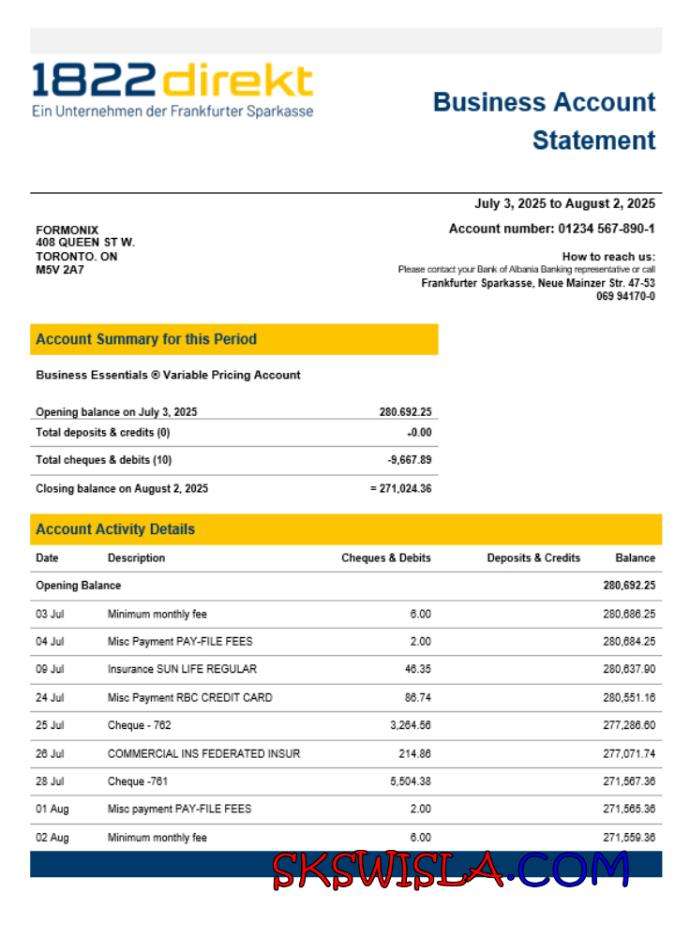 1822direkt
Ein Unternehmen der Frankfurter Sparkasse
Business Account
Statement
July 3, 2025 to August 2, 2025
FORMONIX
408 QUEEN ST W.
TORONTO. ON
M5V 2A7
Account number: 01234 567-890-1
How to reach us:
Please contact your Bank of Albania Banking representative or call
Frankfurter Sparkasse, Neue Mainzer Str. 47-53
069 94170-0
Account Summary for this Period
Business Essentials ® Variable Pricing Account
Opening balance on July 3, 2025 280.692.25
Total deposits & credits (0) -0.00
Total cheques & debits (10) -9,667.89
Closing balance on August 2, 2025 = 271,024.36
Account Activity Details
Date Description Cheques & Debits Deposits & Credits Balance
Opening Balance 280,692.25
03 Jul Minimum monthly fee 6.00 280,686.25
04 Jul Misc Payment PAY-FILE FEES 2.00 280,684.25
09 Jul Insurance SUN LIFE REGULAR 46.35 280,637.90
24 Jul Misc Payment RBC CREDIT CARD 86.74 280,551.16
25 Jul Cheque - 762 3,264.56 277,286.60
26 Jul COMMERCIAL INS FEDERATED INSUR 214.86 277,071.74
28 Jul Cheque -761 5,504.38 271,567.36
01 Aug Misc payment PAY-FILE FEES 2.00 271,565.36
02 Aug Minimum monthly fee 6.00 271,559.36
SKSWISLA.COM